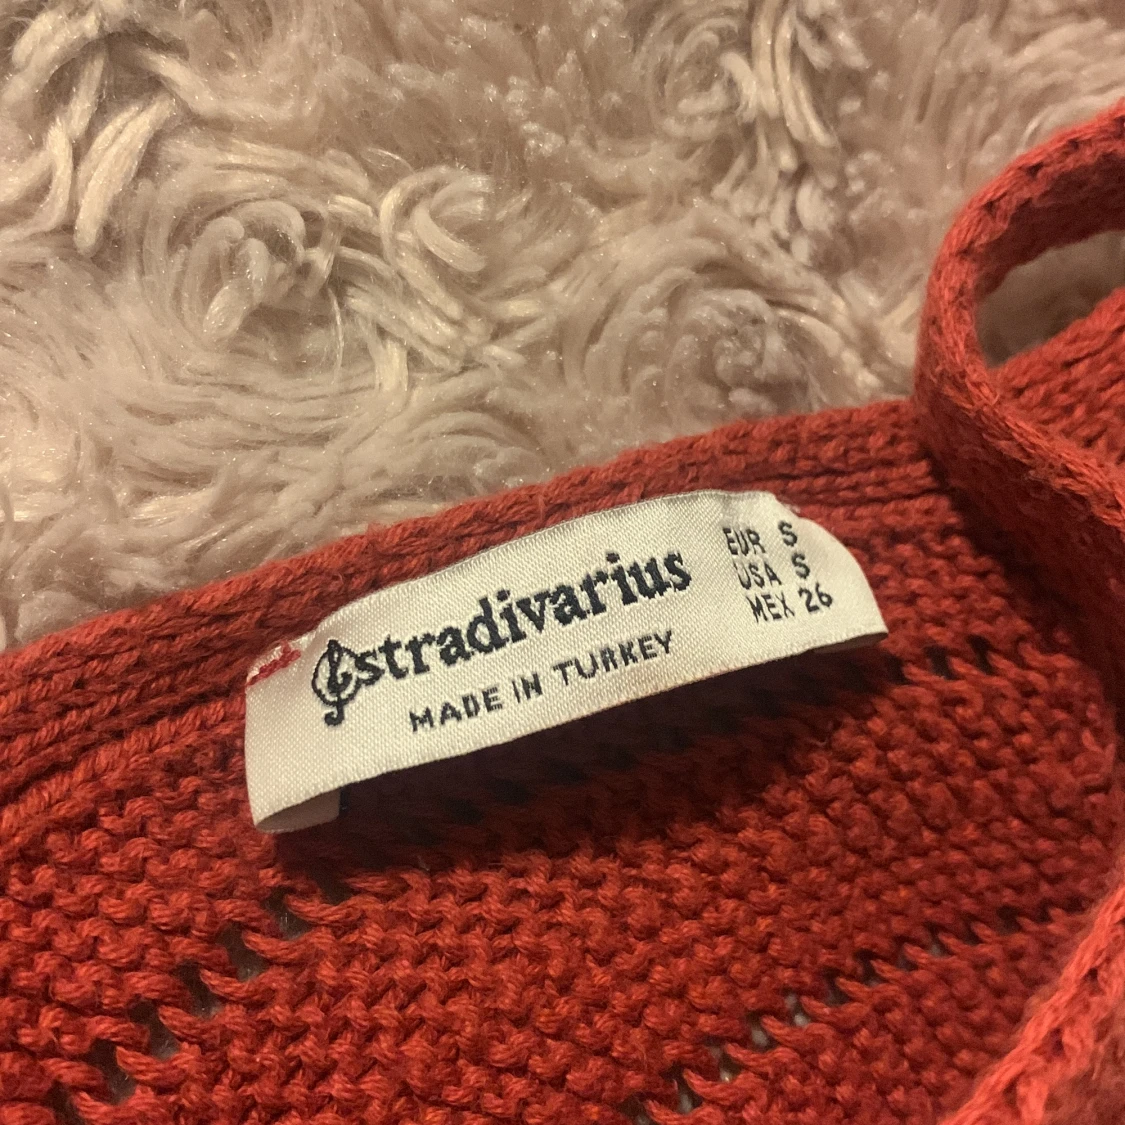 stradivarius
MADE IN TURKEY
EUR S
USA S
MEX 26